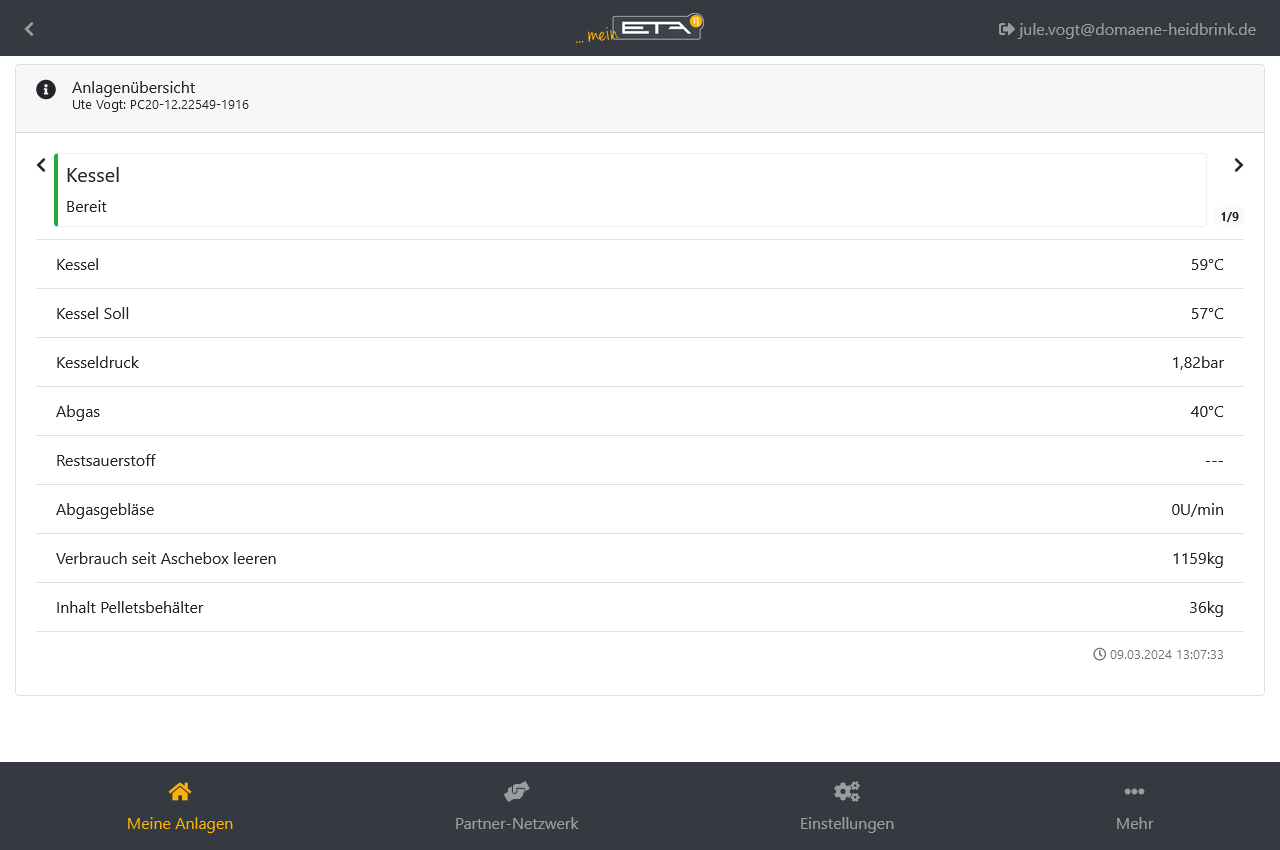 ... mein ETA η
jule.vogt@domaene-heidbrink.de
Anlagenübersicht
Ute Vogt: PC20-12.22549-1916
Kessel
Bereit
1/9
Kessel 59°C
Kessel Soll 57°C
Kesseldruck 1,82bar
Abgas 40°C
Restsauerstoff ---
Abgasgebläse 0U/min
Verbrauch seit Aschebox leeren 1159kg
Inhalt Pelletsbehälter 36kg
09.03.2024 13:07:33
Meine Anlagen Partner-Netzwerk Einstellungen Mehr